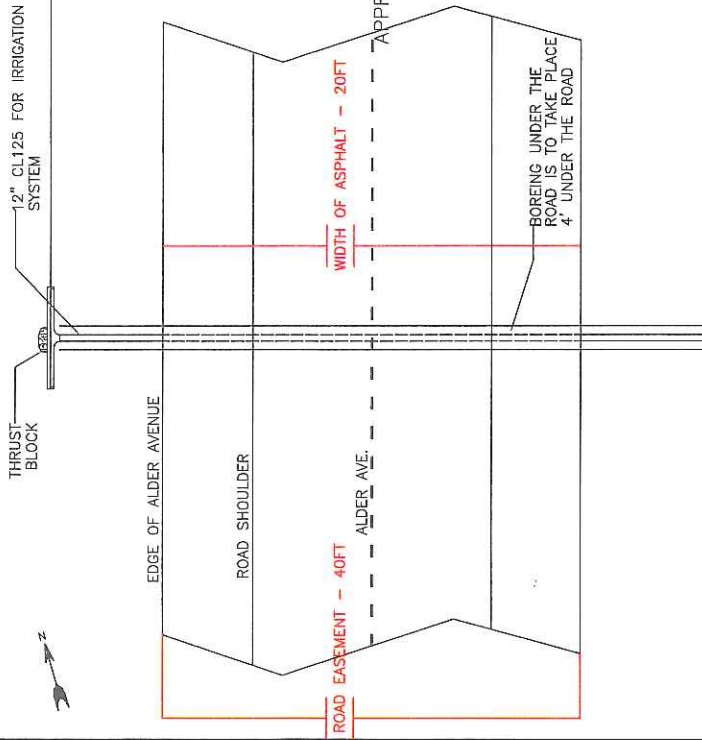 THRUST
BLOCK
12" CL125 FOR IRRIGATION
SYSTEM
N
EDGE OF ALDER AVENUE
ROAD SHOULDER
WIDTH OF ASPHALT - 20FT
ROAD EASEMENT - 40FT
ALDER AVE.
BOREING UNDER THE
ROAD IS TO TAKE PLACE
4' UNDER THE ROAD